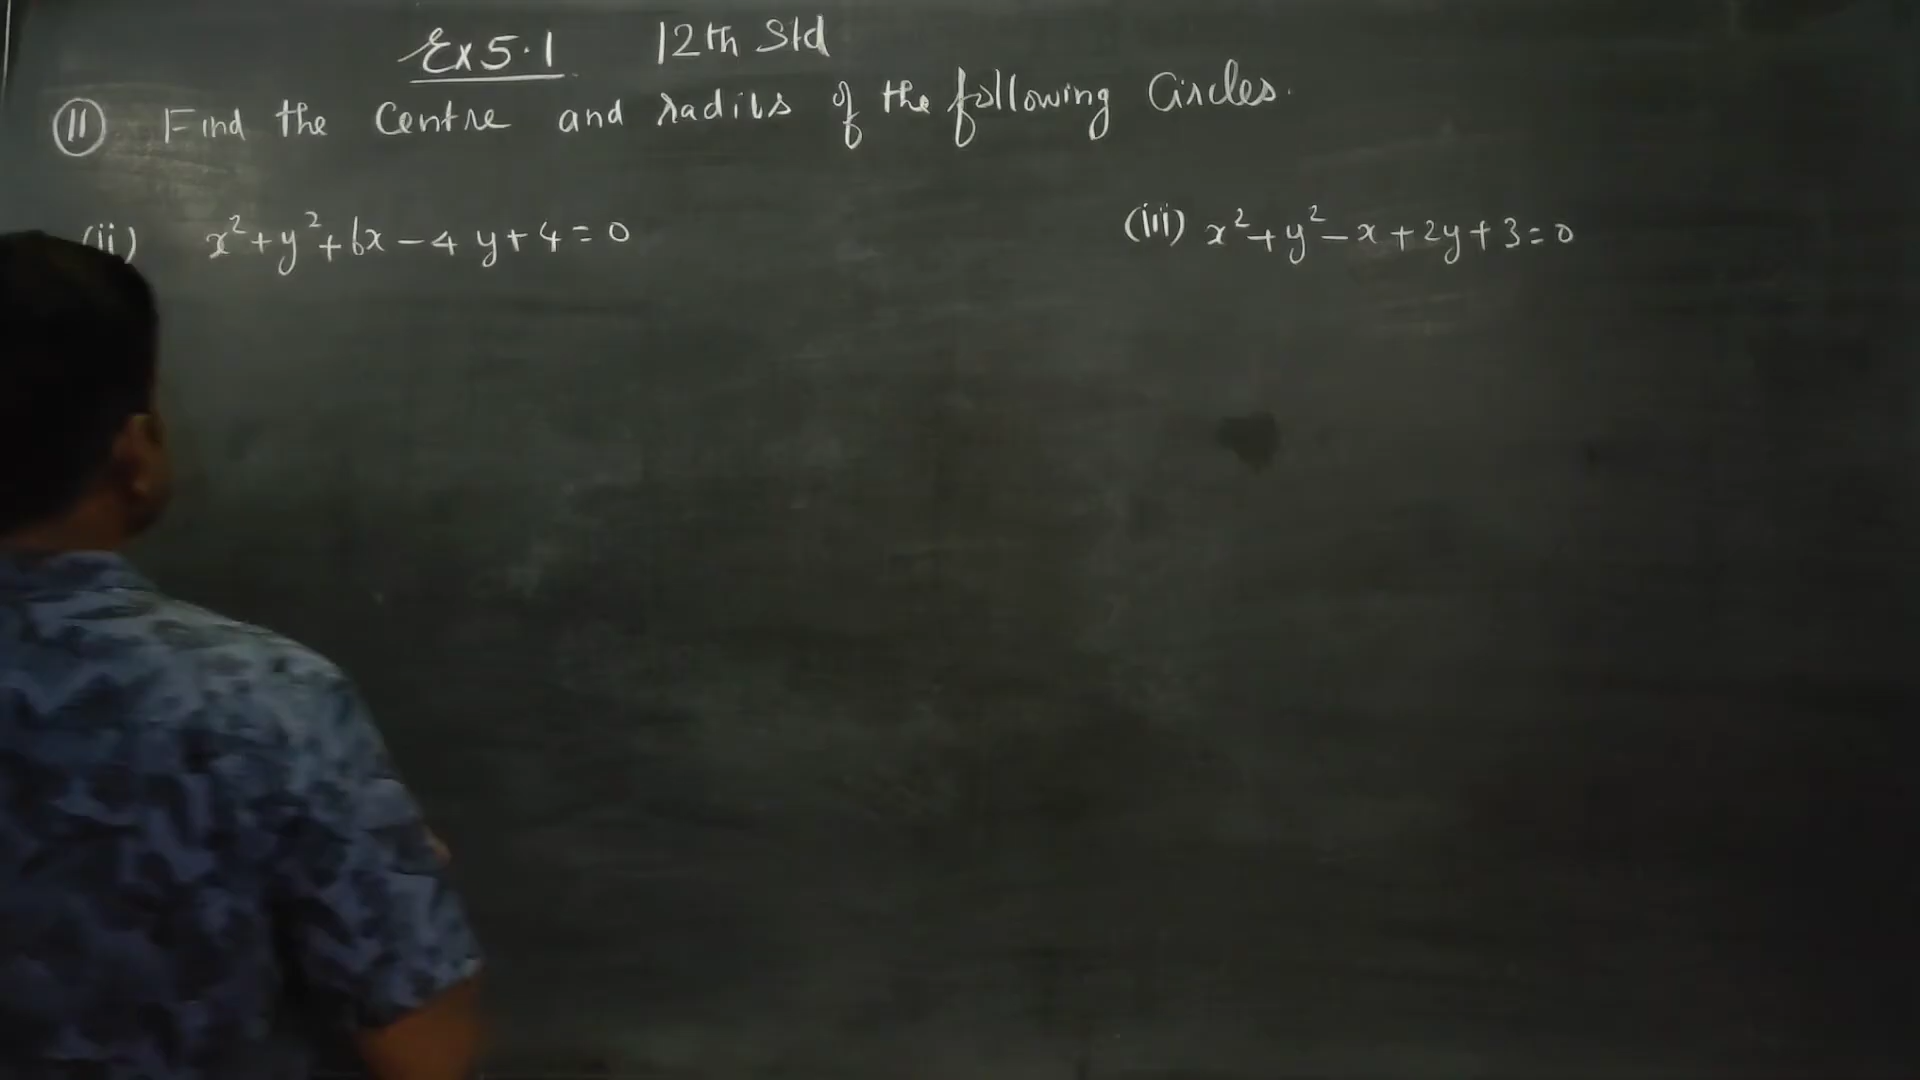 Ex 5.1 12th Std
(11) Find the Centre and radius of the following Circles.
(ii) x²+y²+6x-4y+4=0
(iii) x²+y²-x+2y+3=0